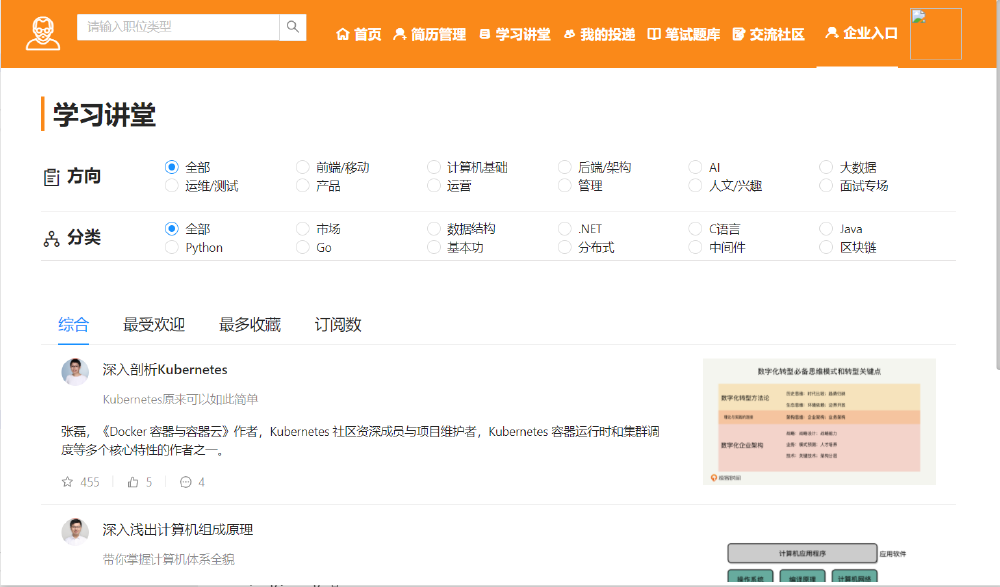 请输入职位类型
首页 简历管理 学习讲堂 我的投递 笔试题库 交流社区 企业入口
学习讲堂
方向
全部 前端/移动 计算机基础 后端/架构 AI 大数据
运维/测试 产品 运营 管理 人文/兴趣 面试专场
分类
全部 市场 数据结构 .NET C语言 Java
Python Go 基本功 分布式 中间件 区块链
综合 最受欢迎 最多收藏 订阅数
深入剖析Kubernetes
Kubernetes原来可以如此简单
张磊，《Docker 容器与容器云》作者，Kubernetes 社区资深成员与项目维护者，Kubernetes 容器运行时和集群调
度等多个核心特性的作者之一。
455 5 4
数字化转型必备思维模式和转型关键点
数字化转型方法论
数字化企业架构
深入浅出计算机组成原理
带你掌握计算机体系全貌
计算机应用程序 应用软件
操作系统 编译原理 计算机网络